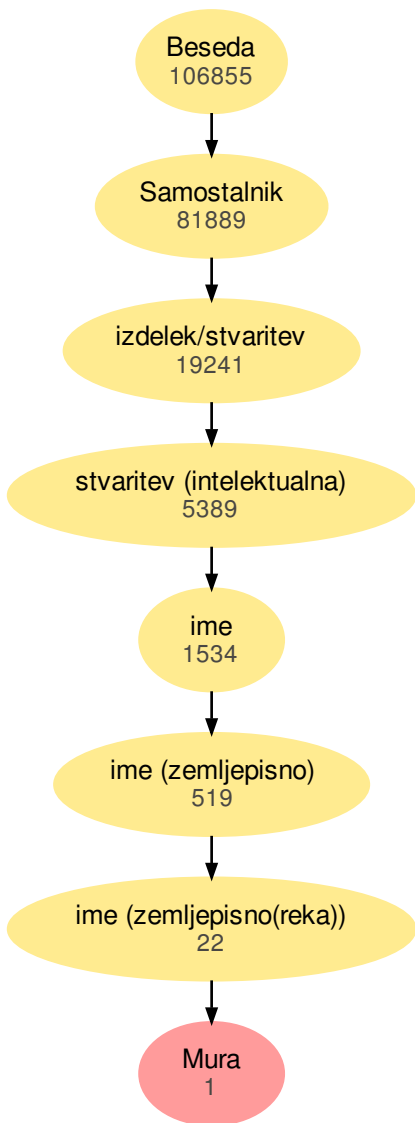 Beseda
106855
Samostalnik
81889
izdelek/stvaritev
19241
stvaritev (intelektualna)
5389
ime
1534
ime (zemljepisno)
519
ime (zemljepisno(reka))
22
Mura
1